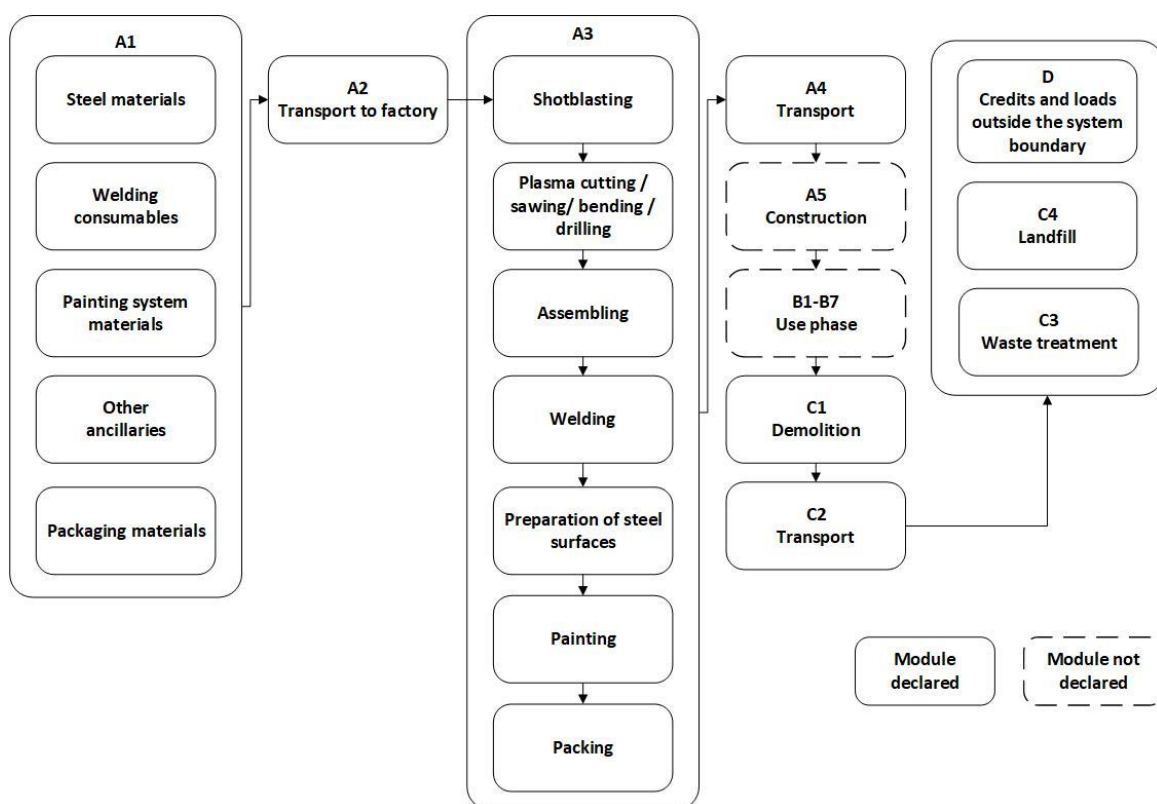 A1
Steel materials
Welding
consumables
Painting system
materials
Other
ancillaries
Packaging materials
A2
Transport to factory
A3
Shotblasting
Plasma cutting /
sawing/ bending /
drilling
Assembling
Welding
Preparation of steel
surfaces
Painting
Packing
A4
Transport
A5
Construction
B1-B7
Use phase
C1
Demolition
C2
Transport
D
Credits and loads
outside the system
boundary
C4
Landfill
C3
Waste treatment
Module
declared
Module not
declared